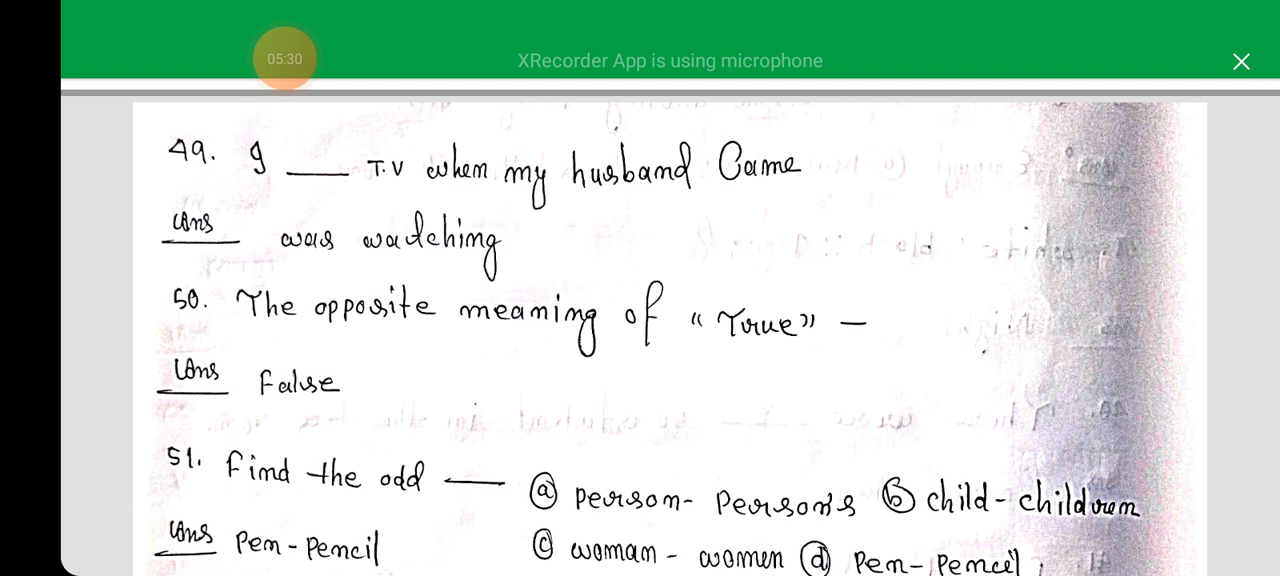 05:30 XRecorder App is using microphone
49. I ___ T.V when my husband Came
Ans was watching
50. The opposite meaning of "True" —
Ans False
51. Find the odd — (a) person - Persons (b) child - children
Ans Pen - Pencil (c) woman - women (d) Pen - Pencil